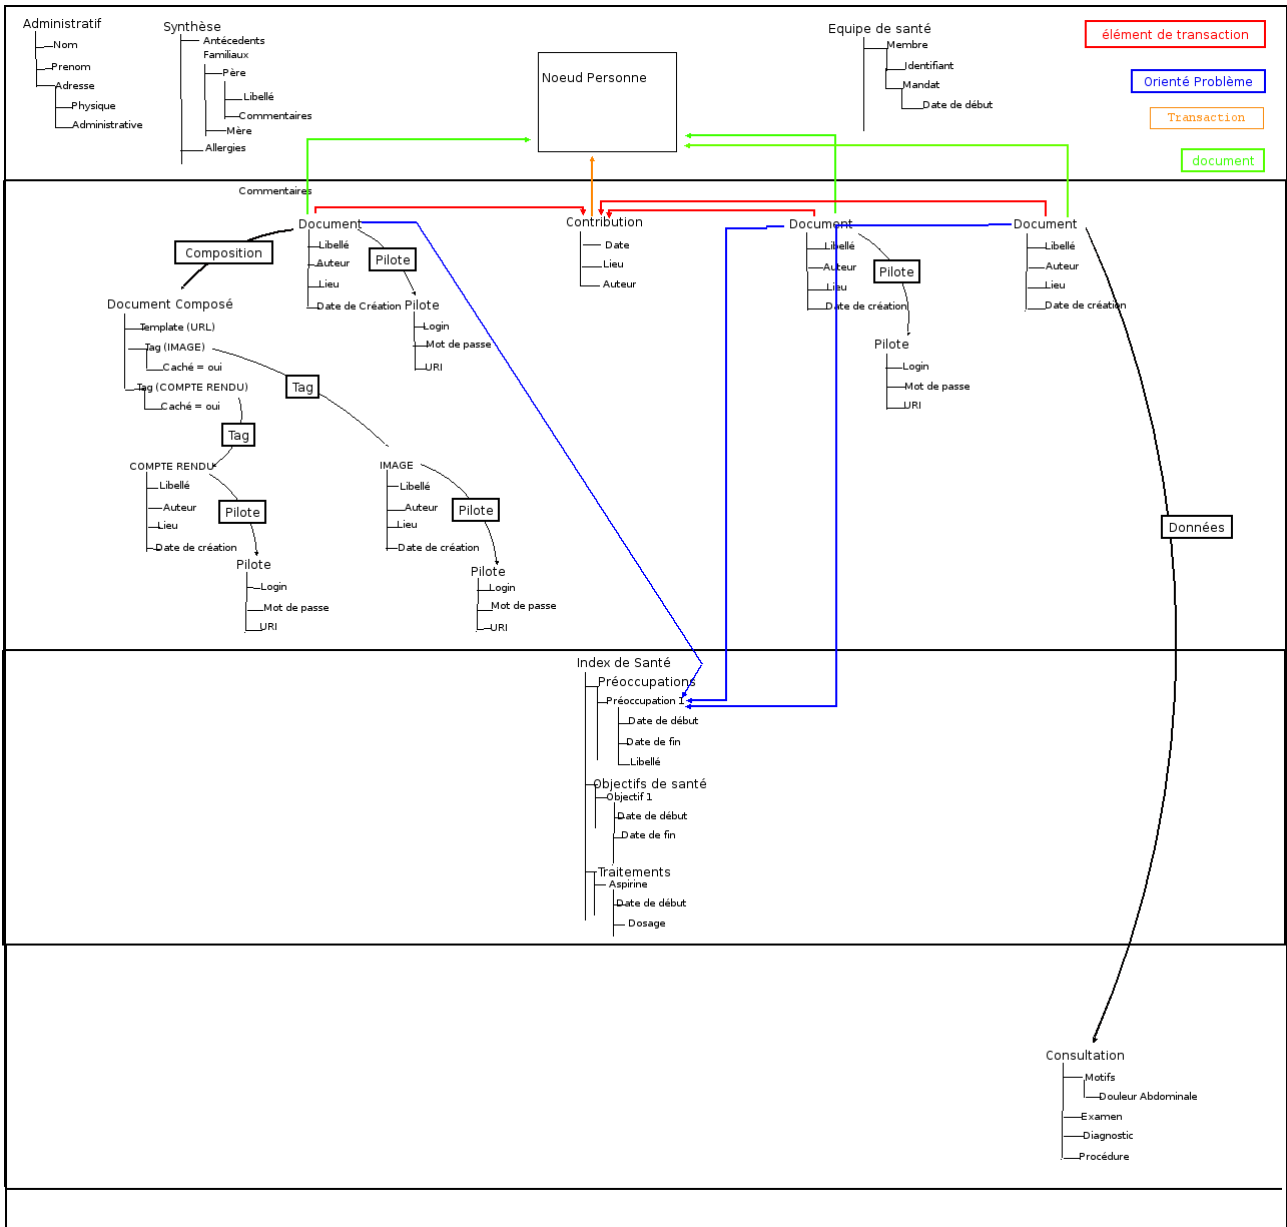 Administratif
Nom
Prenom
Adresse
Physique
Administrative
Synthèse
Antécedents
Familiaux
Père
Libellé
Commentaires
Mère
Allergies
Commentaires
Noeud Personne
Equipe de santé
Membre
Identifiant
Mandat
Date de début
élémént de transaction
Orienté Problème
Transaction
document
Document
Libellé
Auteur
Lieu
Date de Création
Composition
Pilote
Pilote
Login
Mot de passe
URI
Contribution
Date
Lieu
Auteur
Document
Libellé
Auteur
Lieu
Date de création
Pilote
Pilote
Login
Mot de passe
URI
Document
Libellé
Auteur
Lieu
Date de création
Document Composé
Template (URL)
Tag (IMAGE)
Caché = oui
Tag (COMPTE RENDU)
Caché = oui
Tag
Tag
COMPTE RENDU
Libellé
Auteur
Lieu
Date de création
Pilote
Pilote
Login
Mot de passe
URI
IMAGE
Libellé
Auteur
Lieu
Date de création
Pilote
Pilote
Login
Mot de passe
URI
Données
Index de Santé
Préoccupations
Préoccupation 1
Date de début
Date de fin
Libellé
Objectifs de santé
Objectif 1
Date de début
Date de fin
Traitements
Aspirine
Date de début
Dosage
Consultation
Motifs
Douleur Abdominale
Examen
Diagnostic
Procédure